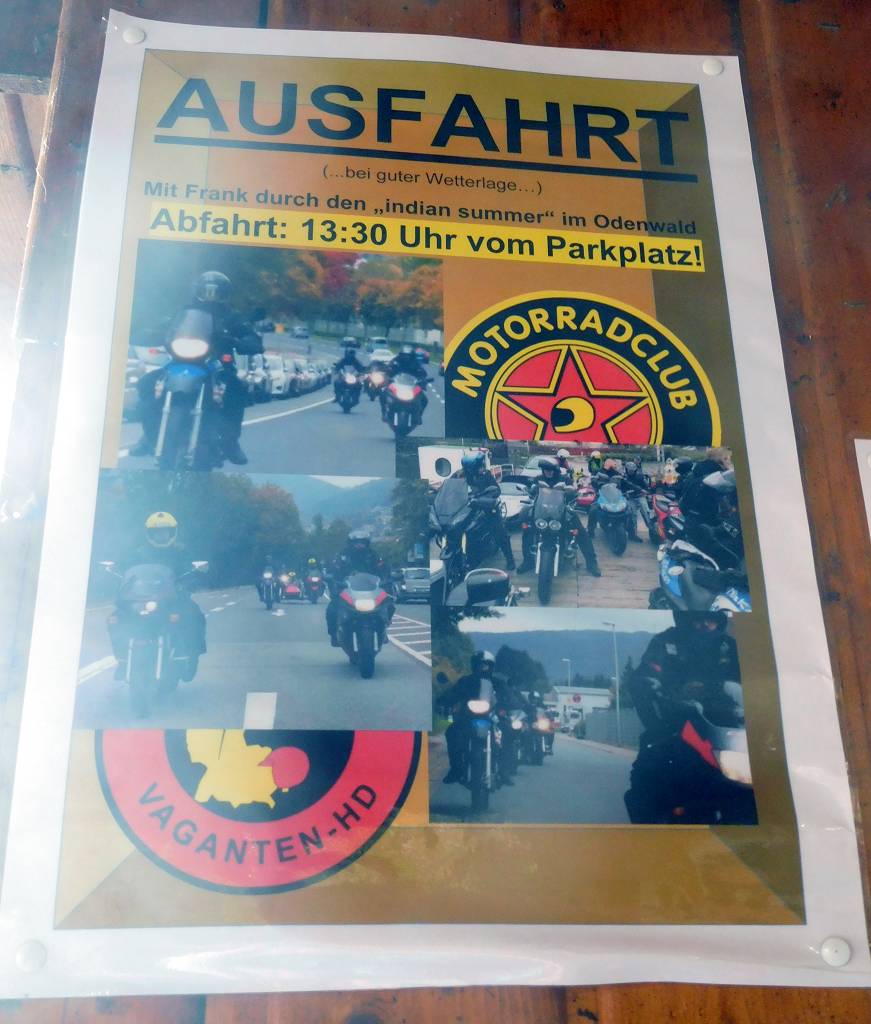 AUSFAHRT
(...bei guter Wetterlage...)
Mit Frank durch den „indian summer“ im Odenwald
Abfahrt: 13:30 Uhr vom Parkplatz!
MOTORRADCLUB
VAGANTEN-HD